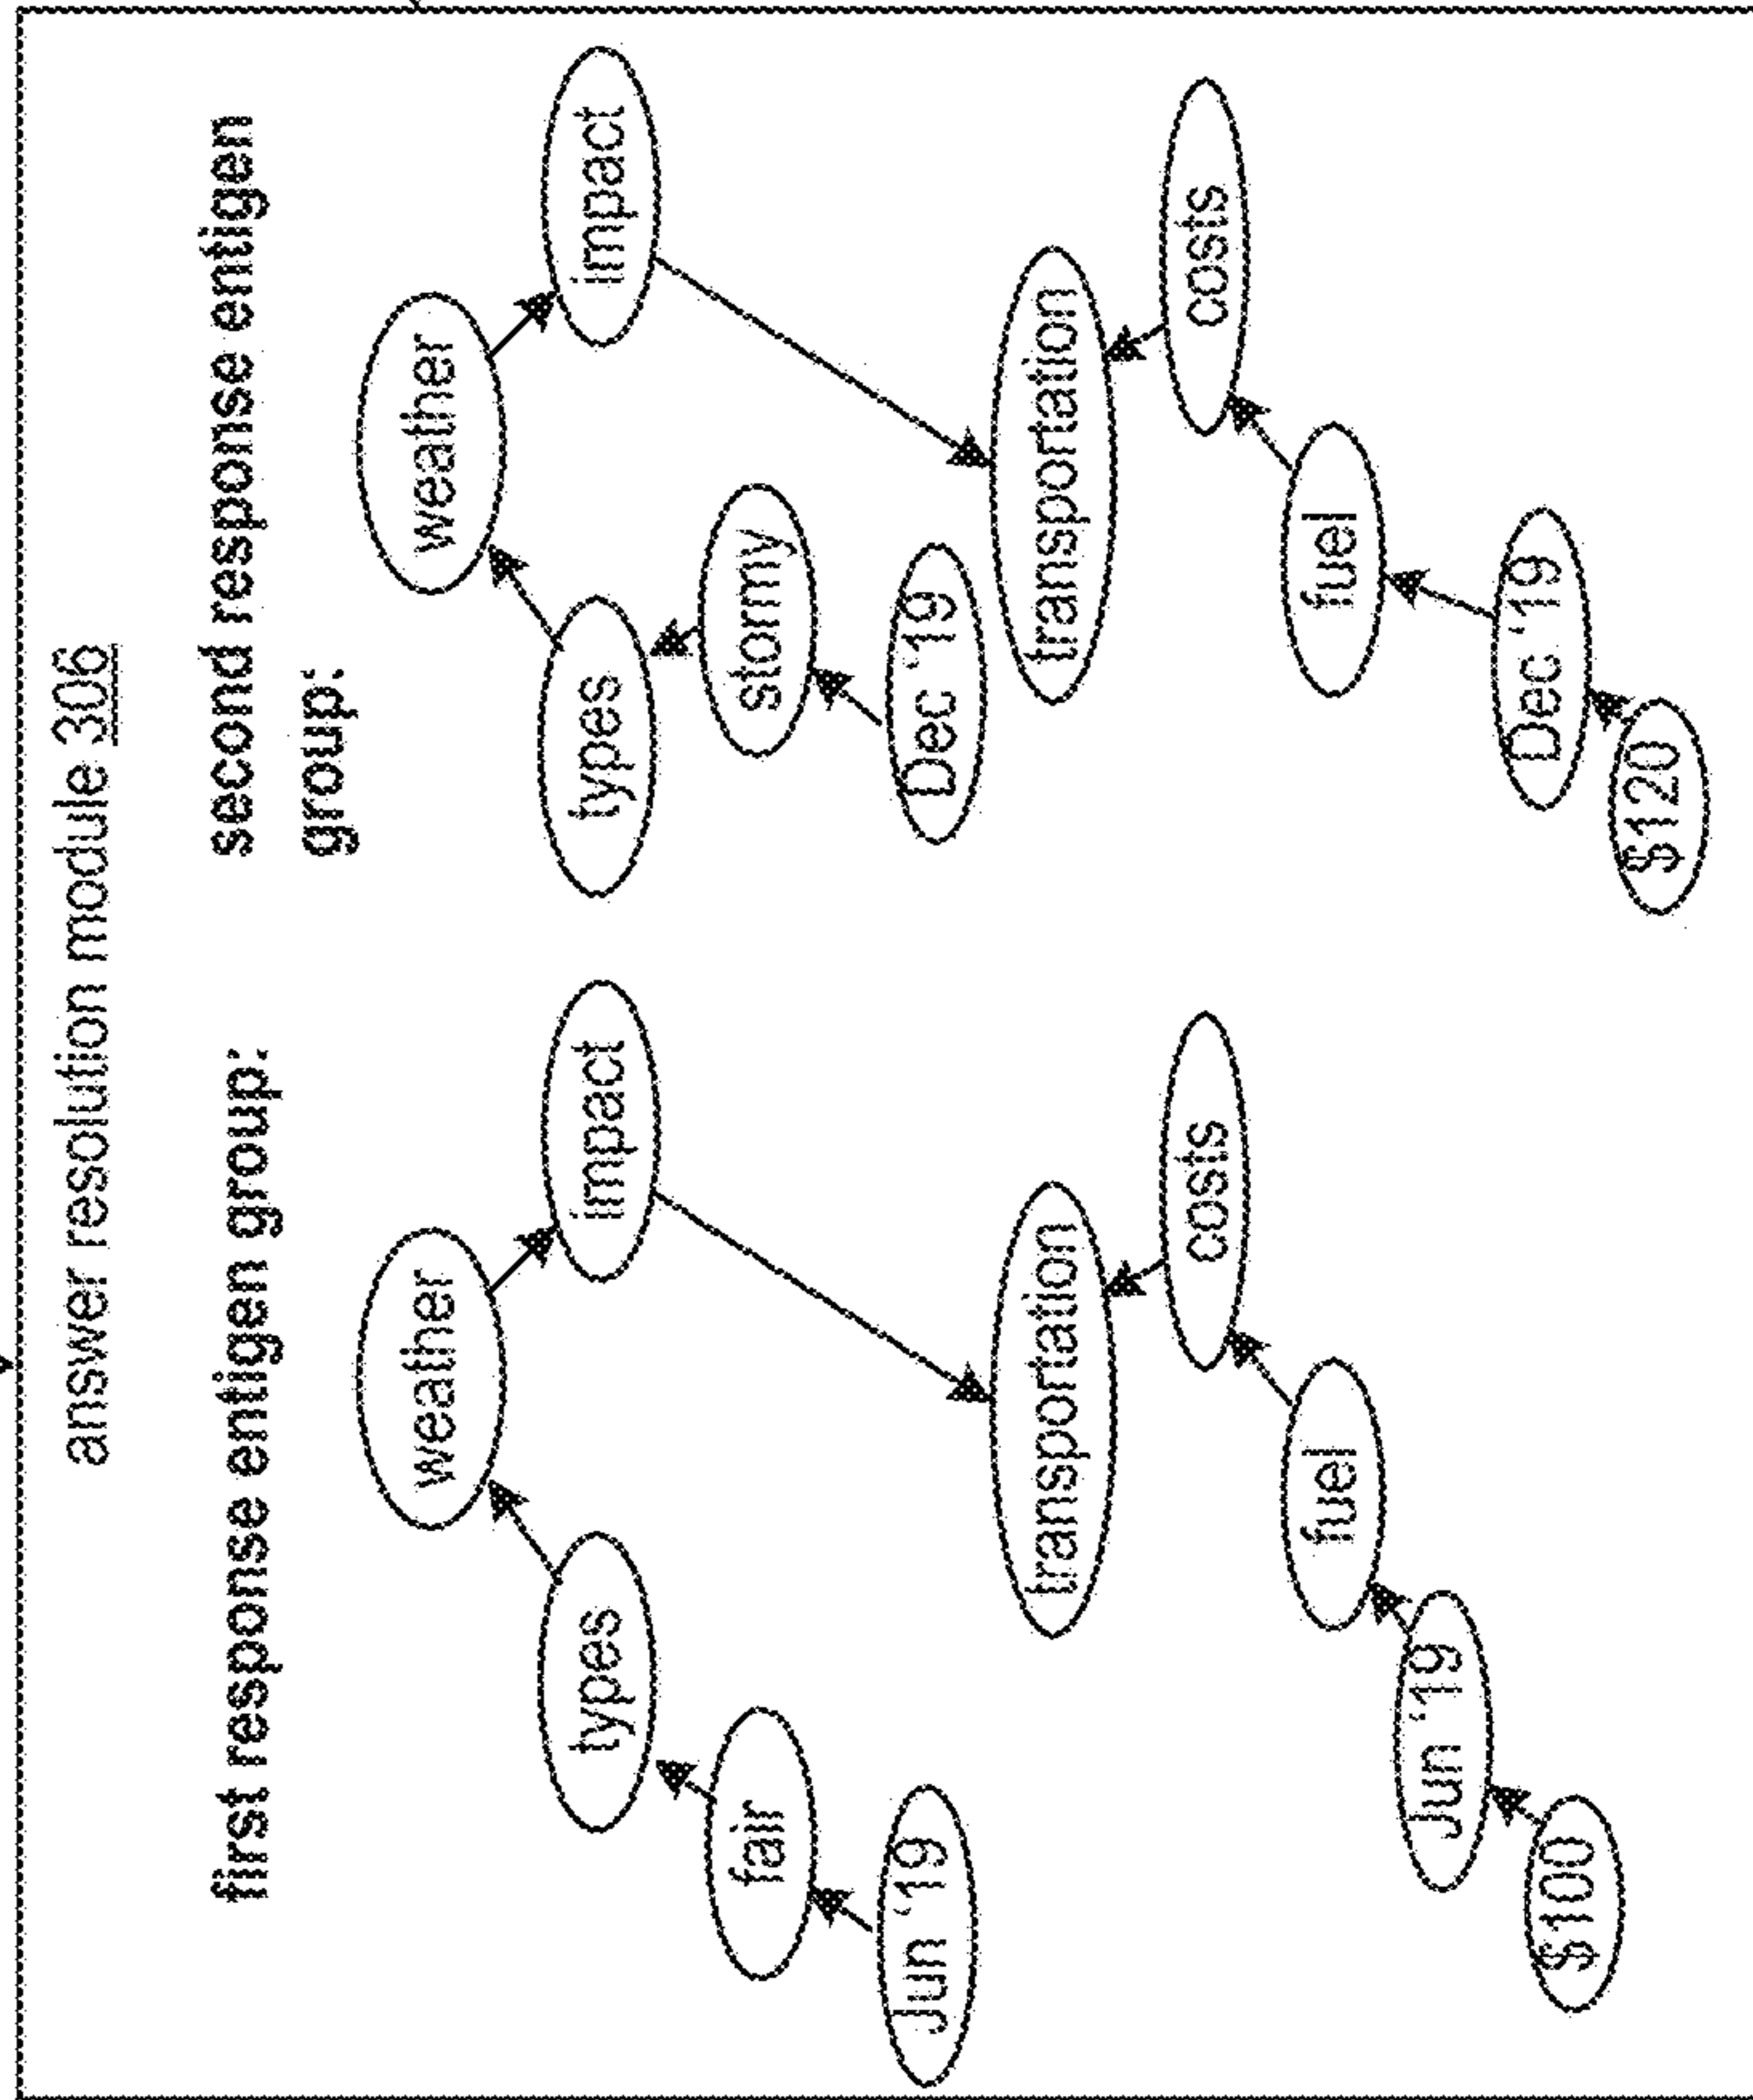 answer resolution module 306
first response entigen group:
weather
impact
types
fair
Jun ‘19
transportation
costs
fuel
Jun ‘19
$100
second response entigen
group:
weather
impact
types
stormy
Dec ‘19
transportation
costs
fuel
Dec ‘19
$120